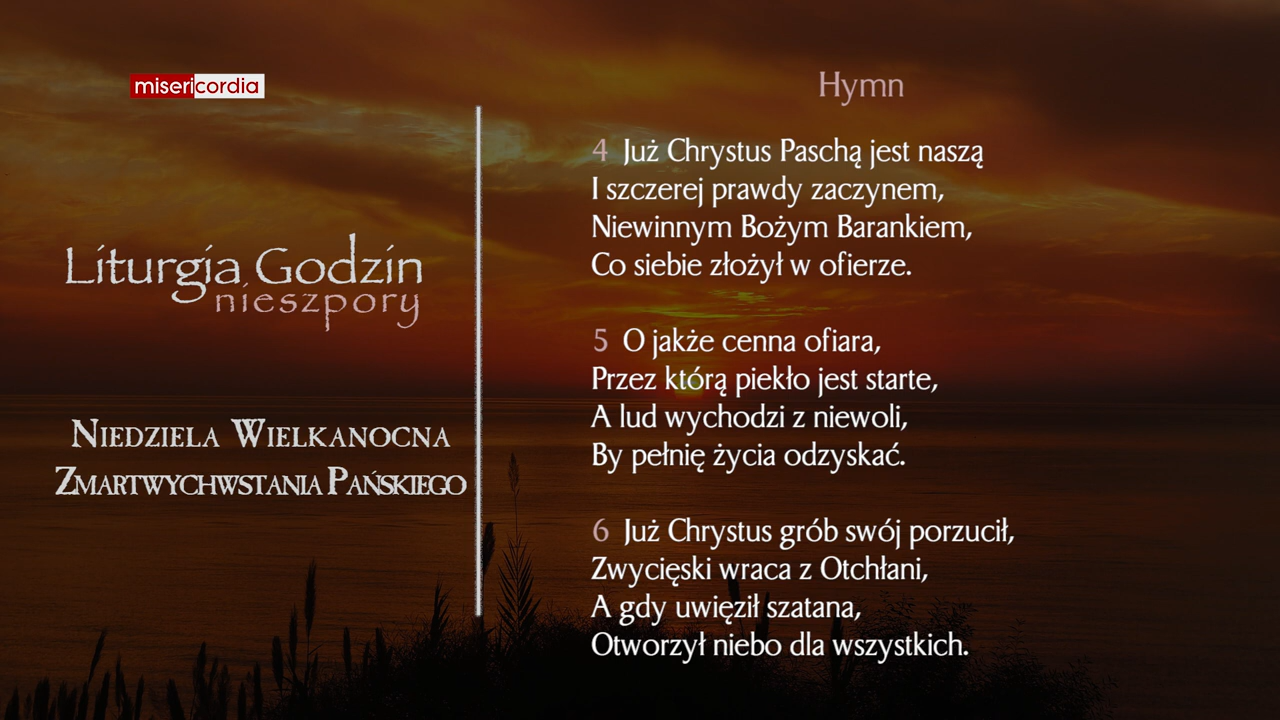 misericordia
Liturgia Godzin
nieszpory
Niedziela Wielkanocna
Zmartwychwstania Pańskiego
Hymn
4 Już Chrystus Paschą jest naszą
I szczerej prawdy zaczynem,
Niewinnym Bożym Barankiem,
Co siebie złożył w ofierze.
5 O jakże cenna ofiara,
Przez którą piekło jest starte,
A lud wychodzi z niewoli,
By pełnię życia odzyskać.
6 Już Chrystus grób swój porzucił,
Zwycięski wraca z Otchłani,
A gdy uwięził szatana,
Otworzył niebo dla wszystkich.